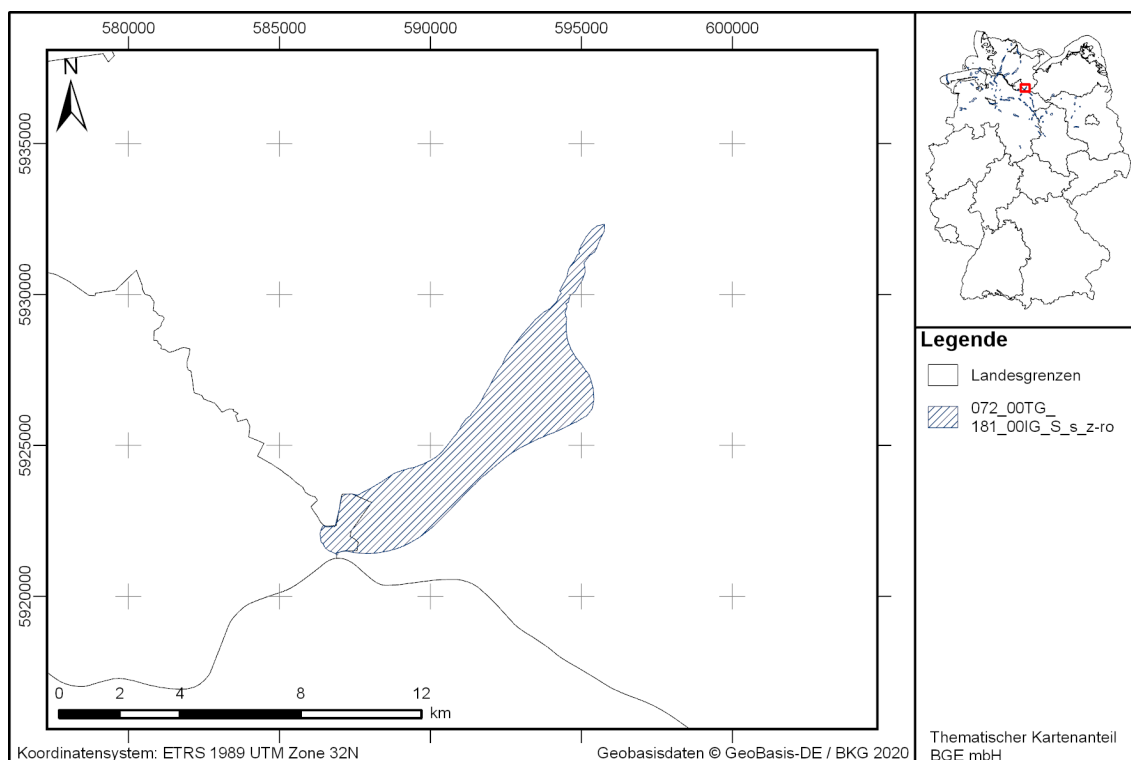 580000 585000 590000 595000 600000
N
5935000
5930000
5925000
5920000
0 2 4 8 12
km
Koordinatensystem: ETRS 1989 UTM Zone 32N
Geobasisdaten © GeoBasis-DE / BKG 2020
Legende
Landesgrenzen
072_00TG_
181_00IG_S_s_z-ro
Thematischer Kartenanteil
BGE mbH